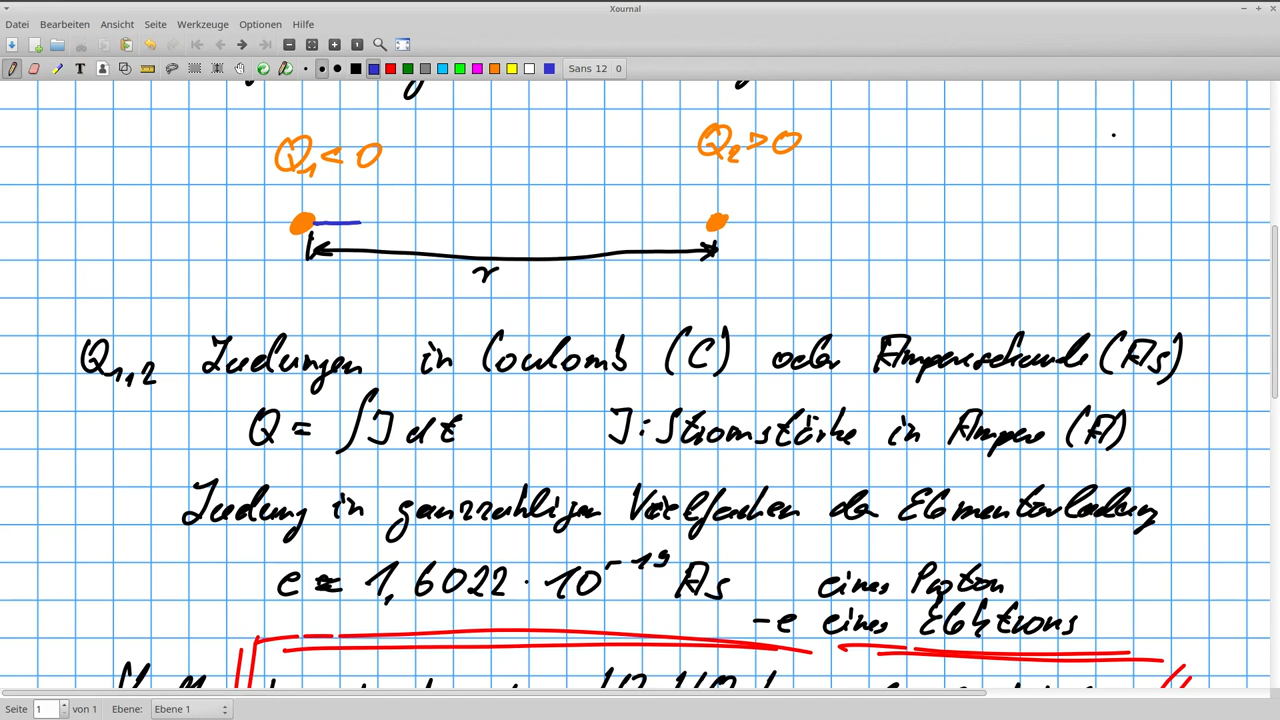 Xournal
Datei Bearbeiten Ansicht Seite Werkzeuge Optionen Hilfe
Sans 12 0
Q₁ < 0 Q₂ > 0
r
Q₁,₂ Ladungen in Coulomb (C) oder Amperesekunde (As)
Q = ∫I dt I: Stromstärke in Ampere (A)
Ladung in ganzzahligen Vielfachen der Elementarladung
e ≈ 1,6022 · 10⁻¹⁹ As eines Proton
-e eines Elektrons
Seite 1 von 1 Ebene: Ebene 1